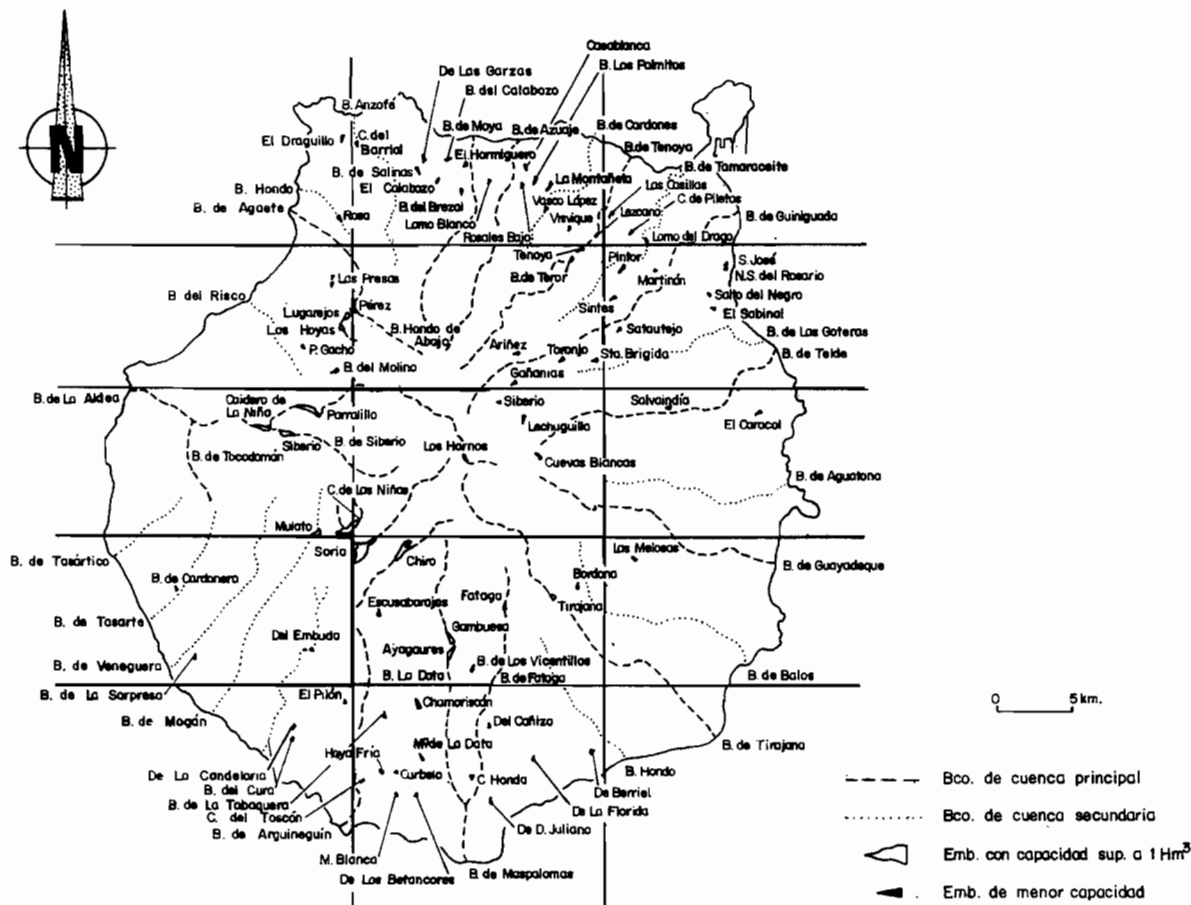 Casablanca
B. Los Palmitos
De Las Garzas
B. del Calabozo
B. Anzofé
B. de Moya
B. de Azuaje
B. de Cardones
El Draguillo
C. del
Barrial
El Hormiguero
B. de Tenoya
B. de Tamaraceite
B. de Salinas
El Calabozo
La Montañeta
Las Casillas
C. de Piletas
B. Hondo
B. del Brezal
Vasco López
B. de Agaete
Rosa
Lomo Blanco
Visvique
Lezcano
B. de Guiniguada
Rosales Bajo
Lomo del Drago
Tenoya
Pintor
S. José
N.S. del Rosario
Las Presas
B. de Teror
Martinón
B. del Risco
Pérez
Salto del Negro
Lugarejos
Sintes
El Sabinal
Los Hoyas
B. Hondo de
Abajo
Satautejo
B. de Las Goteras
P. Gacho
Ariñez
Toronjo
Sta. Brigida
B. de Telde
B. del Molino
Gañanías
B. de La Aldea
Caidero de
La Niña
Parralillo
Siberio
Salvaindía
Lechuguilla
El Caracol
Siberio
B. de Siberio
Los Hornos
B. de Tocodomán
Cuevas Blancas
B. de Aguatona
C. de Las Niñas
Mulato
Soria
Chira
Las Melosas
B. de Tasártico
B. de Guayadeque
B. de Cardonera
Bordona
Escusabarajas
Fataga
Tirajana
B. de Tasarte
Gambuesa
Del Embuda
Ayagaures
B. de Los Vicentillos
B. de Veneguera
B. La Data
B. de Fataga
B. de Balos
B. de La Sorpresa
El Pilón
Chamoriscán
B. de Mogán
Del Cañizo
0 5 km.
Mª de La Data
B. de Tirajana
Hoya Fría
De La Candelaria
Curbelo
C. Honda
B. Hondo
B. del Cura
De Berriel
B. de La Tabaquera
De La Florida
C. del Toscón
B. de Arguineguín
De D. Juliano
M. Blanca
De Los Betancores
B. de Maspalomas
N
Bco. de cuenca principal
Bco. de cuenca secundaria
Emb. con capacidad sup. a 1 Hm³
Emb. de menor capacidad